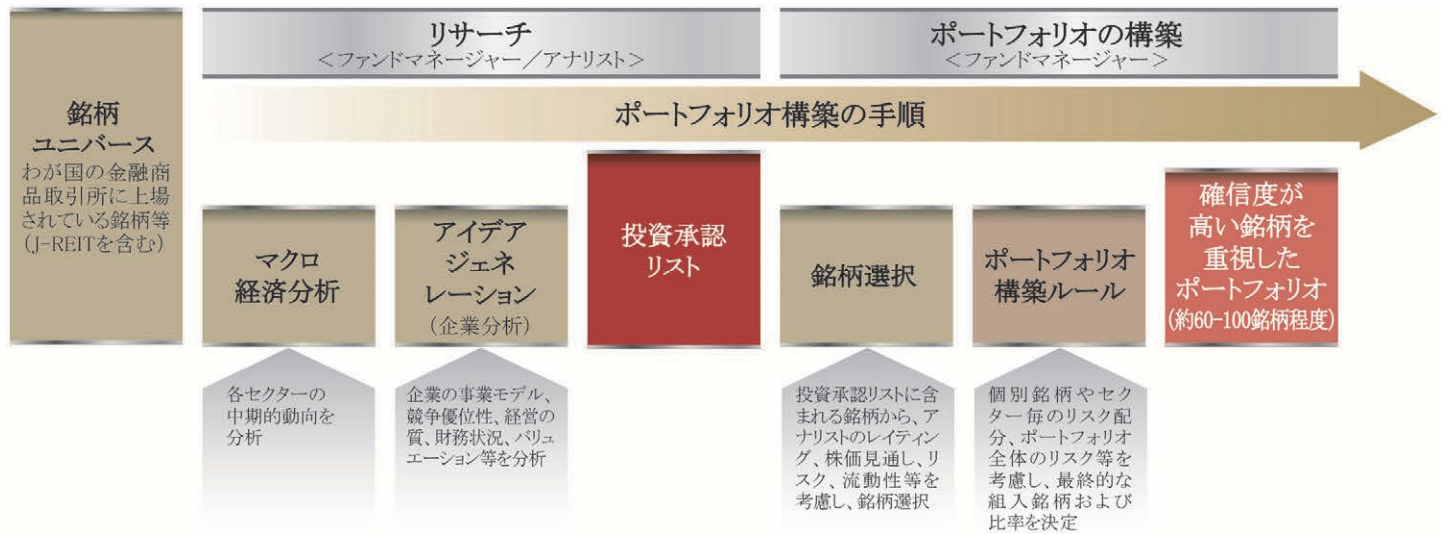 銘柄
ユニバース
わが国の金融商
品取引所に上場
されている銘柄等
(J-REITを含む)
リサーチ
＜ファンドマネージャー／アナリスト＞
ポートフォリオの構築
＜ファンドマネージャー＞
ポートフォリオ構築の手順
マクロ
経済分析
各セクターの
中期的動向を
分析
アイデア
ジェネ
レーション
(企業分析)
企業の事業モデル、
競争優位性、経営の
質、財務状況、バリュ
エーション等を分析
投資承認
リスト
銘柄選択
投資承認リストに含
まれる銘柄から、ア
ナリストのレイティン
グ、株価見通し、リ
スク、流動性等を
考慮し、銘柄選択
ポートフォリオ
構築ルール
個別銘柄やセク
ター毎のリスク配
分、ポートフォリオ
全体のリスク等を
考慮し、最終的な
組入銘柄および
比率を決定
確信度が
高い銘柄を
重視した
ポートフォリオ
(約60-100銘柄程度)